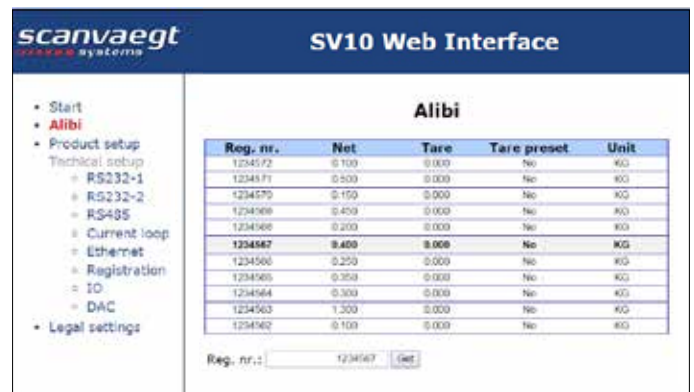 scanvaegt
systems
SV10 Web Interface
Start
Alibi
Product setup
Techical setup
RS232-1
RS232-2
RS485
Current loop
Ethernet
Registration
IO
DAC
Legal settings
Alibi
Reg. nr. Net Tare Tare preset Unit
1234572 0.100 0.000 No KG
1234571 0.500 0.000 No KG
1234570 0.150 0.000 No KG
0.450 0.000 No KG
0.200 0.000 No KG
1234567 0.400 0.000 No KG
1234566 0.250 0.000 No KG
1234565 0.350 0.000 No KG
1234564 0.300 0.000 No KG
1234563 1.300 0.000 No KG
1234562 0.100 0.000 No KG
Reg. nr.: 1234567 Get